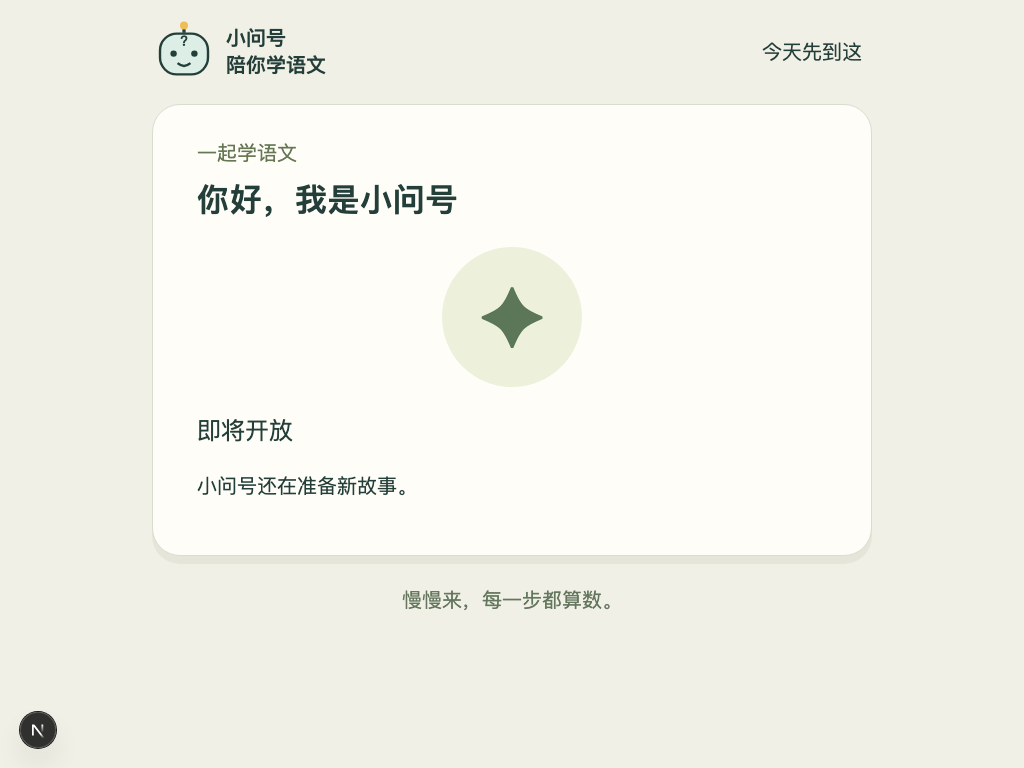 ?
小问号
陪你学语文
今天先到这
一起学语文
你好，我是小问号
即将开放
小问号还在准备新故事。
慢慢来，每一步都算数。
N